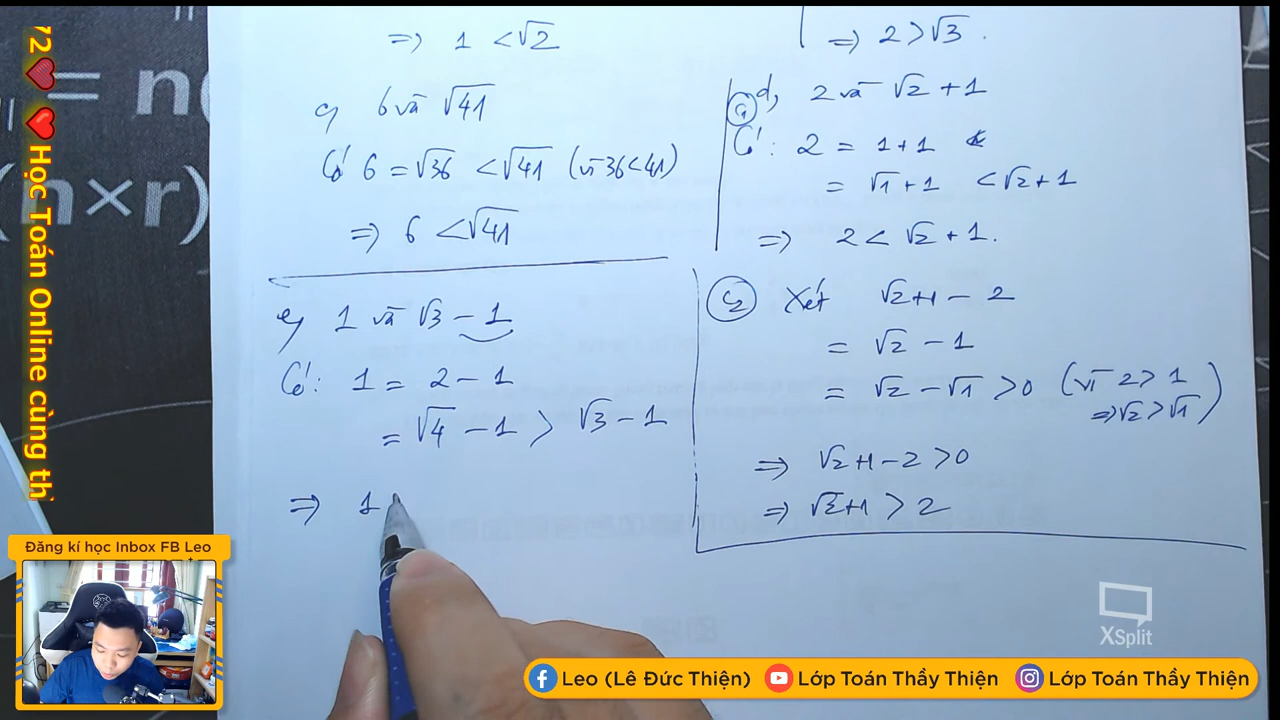 ⇒ 1 < √2
c, 6 và √41
Có 6 = √36 < √41 (vì 36 < 41)
⇒ 6 < √41
e, 1 và √3 − 1
Có: 1 = 2 − 1
= √4 − 1 > √3 − 1
⇒ 1
⇒ 2 > √3.
d, 2 và √2 + 1
C1
Có: 2 = 1 + 1
= √1 + 1 < √2 + 1
⇒ 2 < √2 + 1.
C2 Xét √2 + 1 − 2
= √2 − 1
= √2 − √1 > 0 (vì 2 > 1
⇒ √2 > √1)
⇒ √2 + 1 − 2 > 0
⇒ √2 + 1 > 2
= n(
(n×r)
❤ Học Toán Online cùng th
Đăng kí học Inbox FB Leo
XSplit
Leo (Lê Đức Thiện)
Lớp Toán Thầy Thiện
Lớp Toán Thầy Thiện